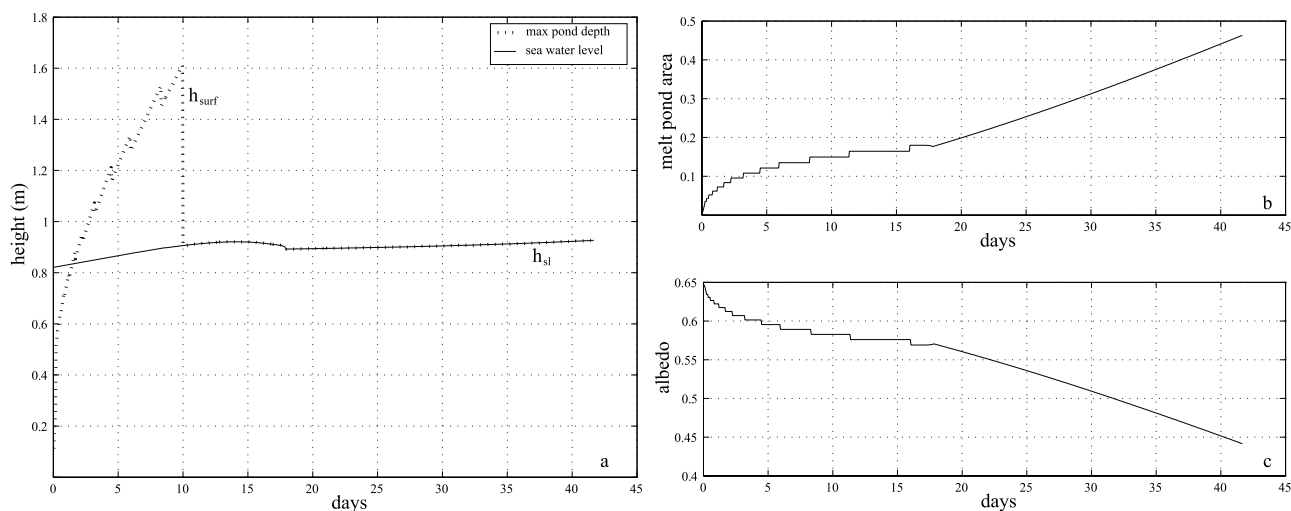 1.8
1.6
1.4
1.2
1
0.8
0.6
0.4
0.2
height (m)
max pond depth
sea water level
h_surf
h_sl
a
0 5 10 15 20 25 30 35 40 45
days
0.5
0.4
0.3
0.2
0.1
melt pond area
b
0 5 10 15 20 25 30 35 40 45
days
0.65
0.6
0.55
0.5
0.45
0.4
albedo
c
0 5 10 15 20 25 30 35 40 45
days